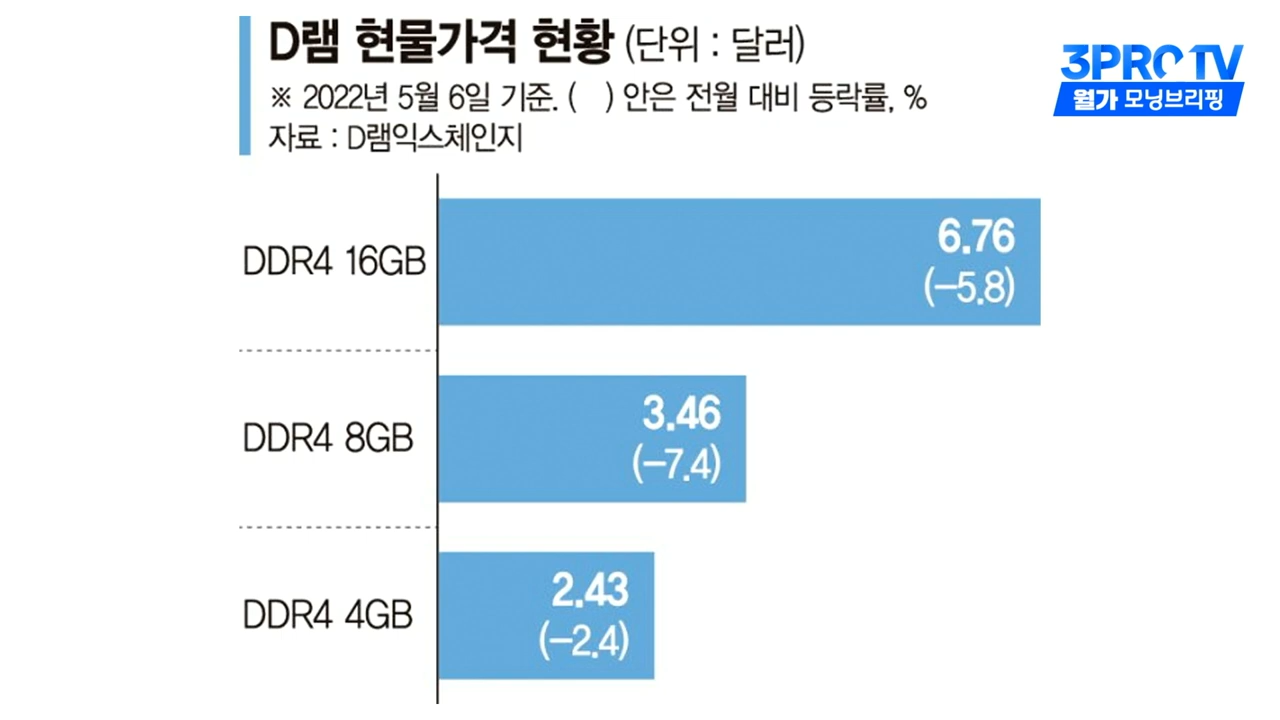 D램 현물가격 현황 (단위 : 달러)
※ 2022년 5월 6일 기준. ( ) 안은 전월 대비 등락률, %
자료 : D램익스체인지
3PRO TV
월가 모닝브리핑
DDR4 16GB
6.76
(−5.8)
DDR4 8GB
3.46
(−7.4)
DDR4 4GB
2.43
(−2.4)